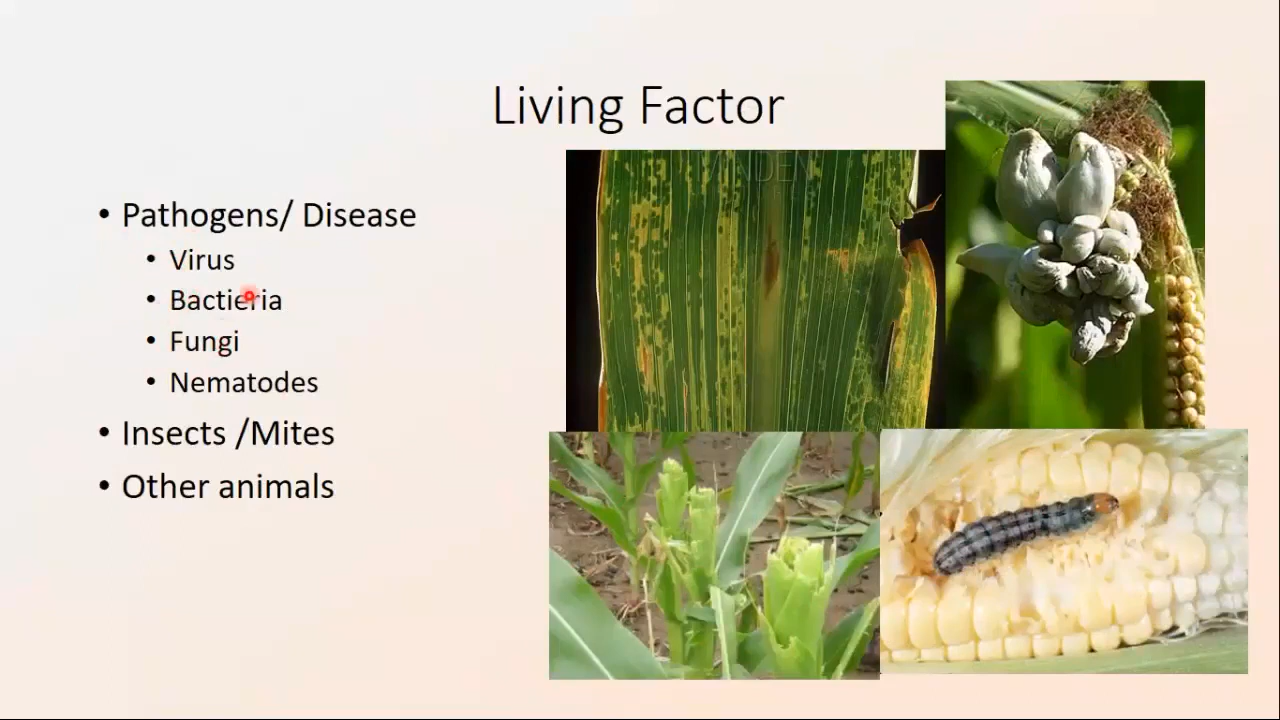 Living Factor
• Pathogens/ Disease
• Virus
• Bactieria
• Fungi
• Nematodes
• Insects /Mites
• Other animals